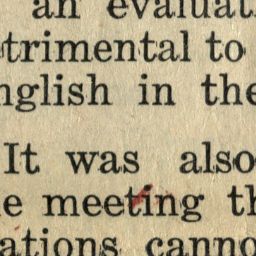 an evaluat
trimental to
nglish in the
It was also
e meeting th
ations canno